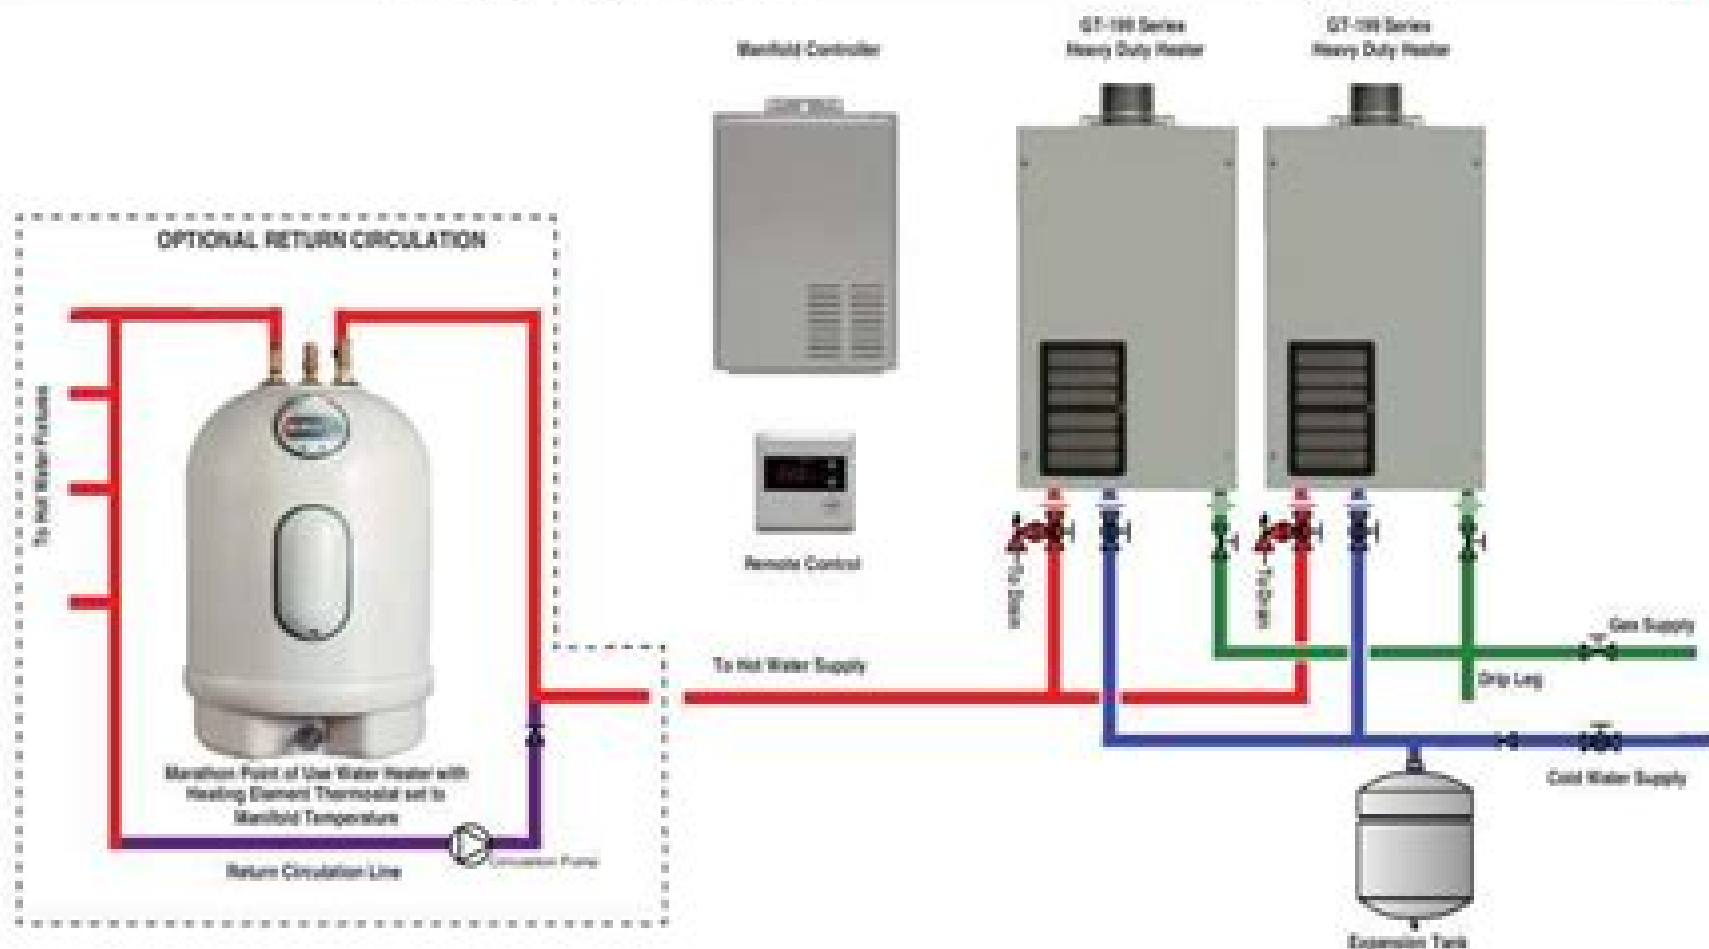 Manifold Controller
GT-199 Series
Heavy Duty Heater
GT-199 Series
Heavy Duty Heater
OPTIONAL RETURN CIRCULATION
To Hot Water Fixtures
Remote Control
To Drain
To Drain
Gas Supply
To Hot Water Supply
Drip Leg
Marathon Point of Use Water Heater with
Heating Element Thermostat set to
Manifold Temperature
Cold Water Supply
Circulation Pump
Return Circulation Line
Expansion Tank